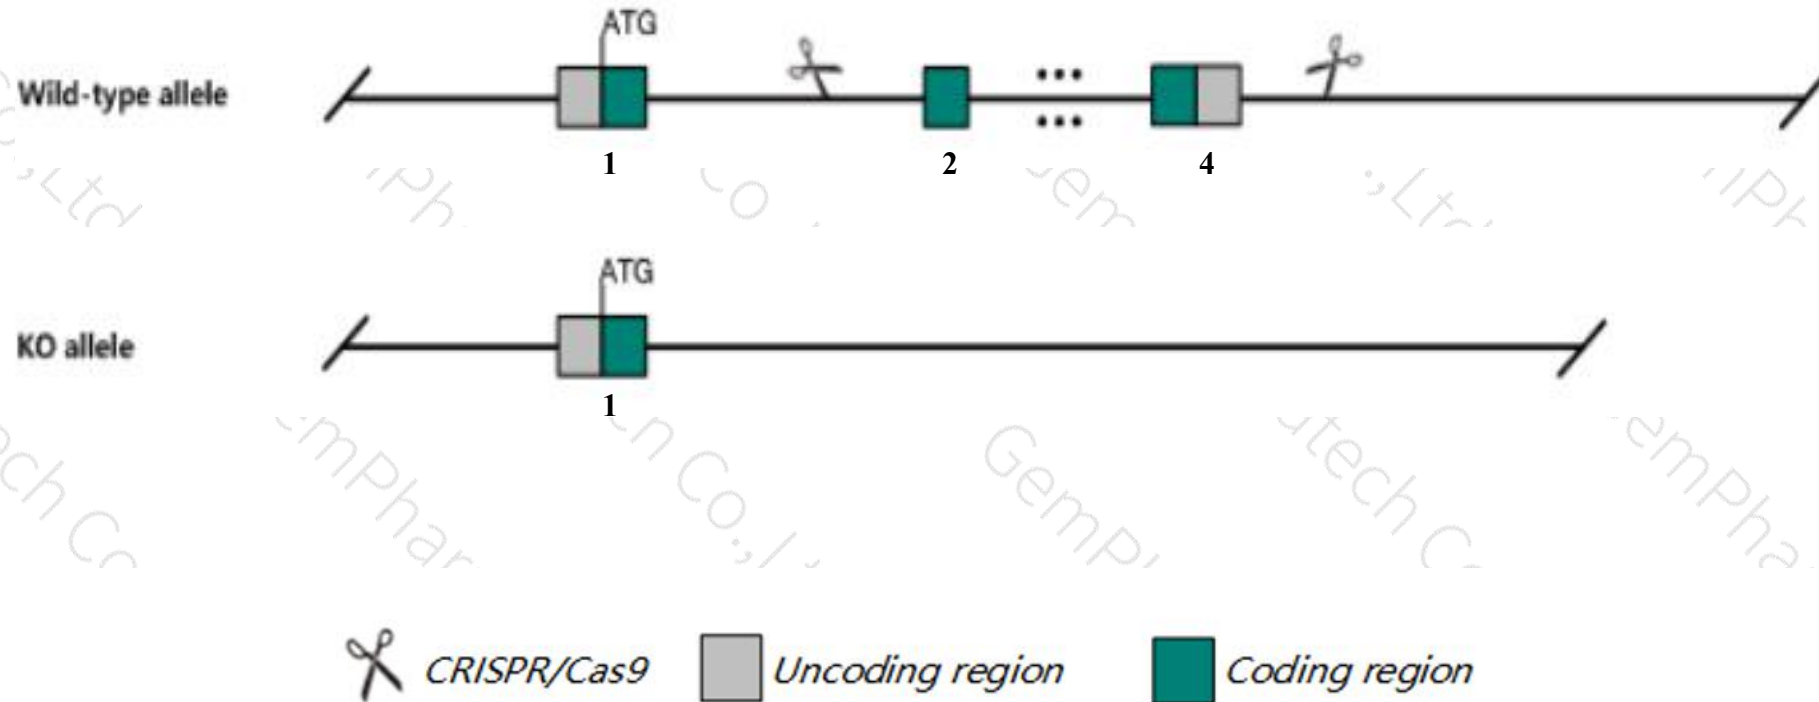 ATG
Wild-type allele
1 2 4
ATG
KO allele
1
CRISPR/Cas9 Uncoding region Coding region